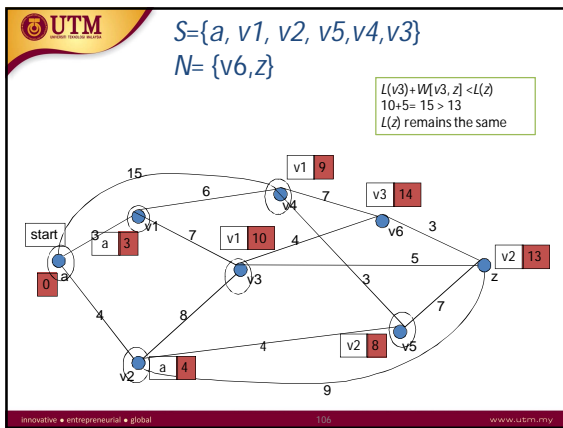 UTM
UNIVERSITI TEKNOLOGI MALAYSIA
S={a, v1, v2, v5,v4,v3}
N= {v6,z}
L(v3)+W[v3, z] <L(z)
10+5= 15 > 13
L(z) remains the same
15
v1 9
6
7
v4
v3 14
start
3
v1
a 3
7
v1 10
4
v6
3
0
a
v3
5
v2 13
z
4
8
3
7
4
v2 8
v5
v2
a 4
9
innovative ● entrepreneurial ● global
106
www.utm.my